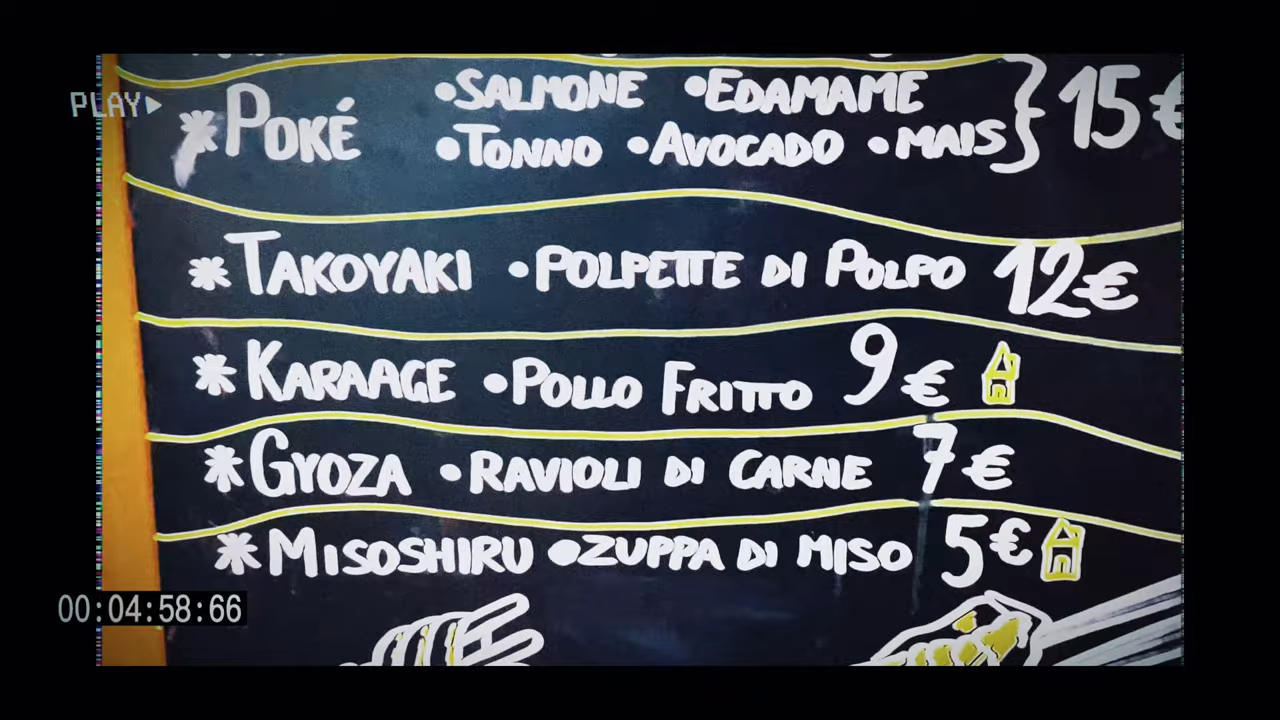 PLAY
*POKÉ •SALMONE •EDAMAME } 15€
•TONNO •AVOCADO •MAIS
*TAKOYAKI •POLPETTE DI POLPO 12€
*KARAAGE •POLLO FRITTO 9€
*GYOZA •RAVIOLI DI CARNE 7€
*MISOSHIRU •ZUPPA DI MISO 5€
00:04:58:66